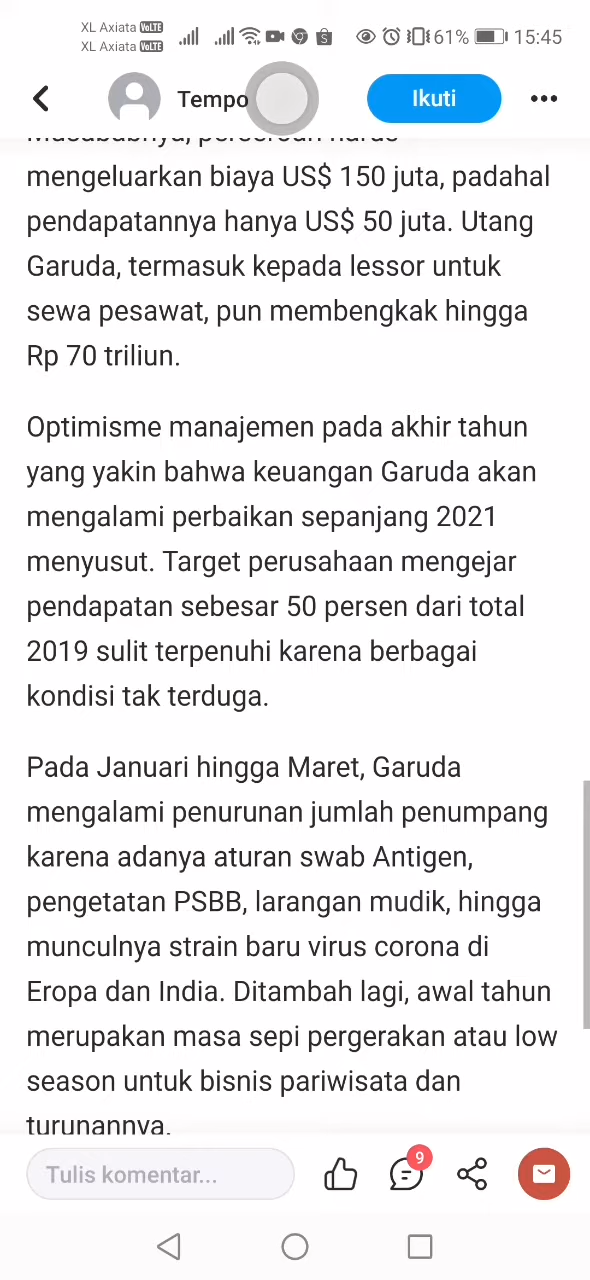 XL Axiata VoLTE
XL Axiata VoLTE
61% 15:45
Tempo
Ikuti
mengeluarkan biaya US$ 150 juta, padahal
pendapatannya hanya US$ 50 juta. Utang
Garuda, termasuk kepada lessor untuk
sewa pesawat, pun membengkak hingga
Rp 70 triliun.
Optimisme manajemen pada akhir tahun
yang yakin bahwa keuangan Garuda akan
mengalami perbaikan sepanjang 2021
menyusut. Target perusahaan mengejar
pendapatan sebesar 50 persen dari total
2019 sulit terpenuhi karena berbagai
kondisi tak terduga.
Pada Januari hingga Maret, Garuda
mengalami penurunan jumlah penumpang
karena adanya aturan swab Antigen,
pengetatan PSBB, larangan mudik, hingga
munculnya strain baru virus corona di
Eropa dan India. Ditambah lagi, awal tahun
merupakan masa sepi pergerakan atau low
season untuk bisnis pariwisata dan
turunannya.
Tulis komentar...
9